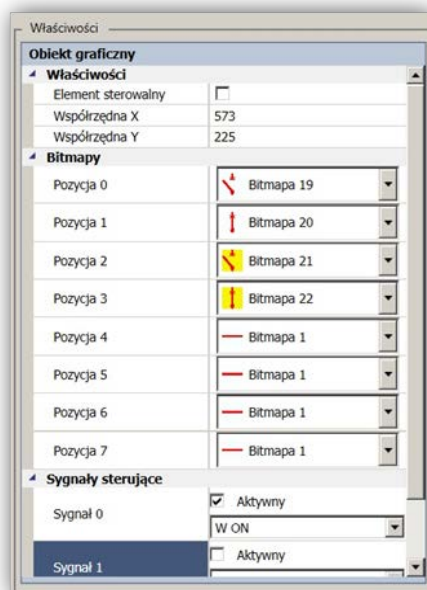 Właściwości
Obiekt graficzny
Właściwości
Element sterowalny
Współrzędna X 573
Współrzędna Y 225
Bitmapy
Pozycja 0 Bitmapa 19
Pozycja 1 Bitmapa 20
Pozycja 2 Bitmapa 21
Pozycja 3 Bitmapa 22
Pozycja 4 Bitmapa 1
Pozycja 5 Bitmapa 1
Pozycja 6 Bitmapa 1
Pozycja 7 Bitmapa 1
Sygnały sterujące
Sygnał 0 Aktywny
W ON
Sygnał 1 Aktywny